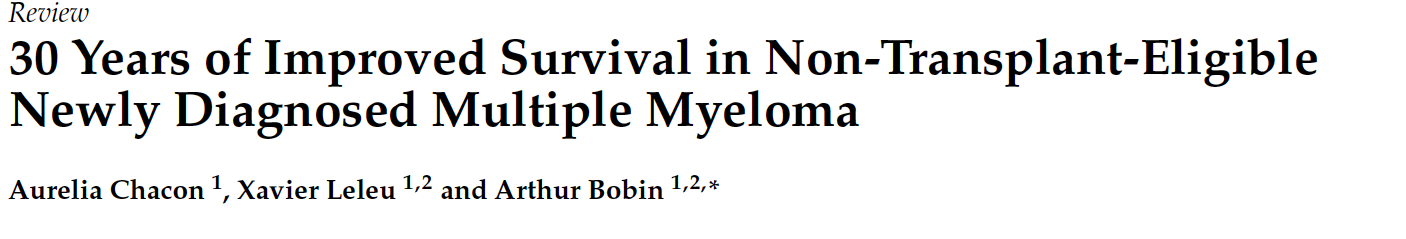 Review
30 Years of Improved Survival in Non-Transplant-Eligible
Newly Diagnosed Multiple Myeloma
Aurelia Chacon 1, Xavier Leleu 1,2 and Arthur Bobin 1,2,*